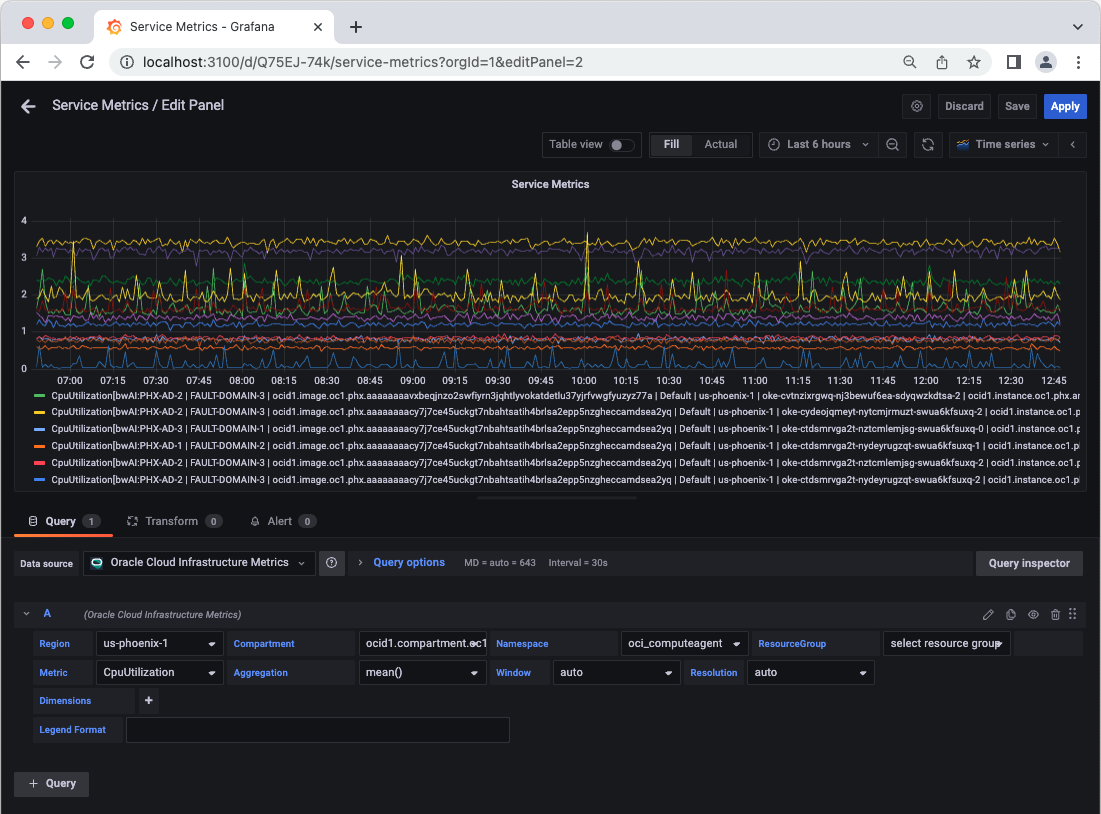 Service Metrics - Grafana
localhost:3100/d/Q75EJ-74k/service-metrics?orgId=1&editPanel=2
Service Metrics / Edit Panel
Discard Save Apply
Table view Fill Actual Last 6 hours Time series
Service Metrics
4
3
2
1
0
07:00 07:15 07:30 07:45 08:00 08:15 08:30 08:45 09:00 09:15 09:30 09:45 10:00 10:15 10:30 10:45 11:00 11:15 11:30 11:45 12:00 12:15 12:30 12:45
CpuUtilization[bwAI:PHX-AD-2 | FAULT-DOMAIN-3 | ocid1.image.oc1.phx.aaaaaaaavxbeqjnzo2swfiyrn3jqhtlyvokatdetlu37yjrfvwgfyuzyz77a | Default | us-phoenix-1 | oke-cvtnzixrgwq-nj3bewuf6ea-sdyqwzkdtsa-2 | ocid1.instance.oc1.phx.an
CpuUtilization[bwAI:PHX-AD-2 | FAULT-DOMAIN-3 | ocid1.image.oc1.phx.aaaaaaaacy7j7ce45uckgt7nbahtsatih4brlsa2epp5nzgheccamdsea2yq | Default | us-phoenix-1 | oke-cydeojqmeyt-nytcmjrmuzt-swua6kfsuxq-2 | ocid1.instance.oc1.p
CpuUtilization[bwAI:PHX-AD-3 | FAULT-DOMAIN-1 | ocid1.image.oc1.phx.aaaaaaaacy7j7ce45uckgt7nbahtsatih4brlsa2epp5nzgheccamdsea2yq | Default | us-phoenix-1 | oke-ctdsmrvga2t-nztcmlemjsg-swua6kfsuxq-0 | ocid1.instance.oc1.p
CpuUtilization[bwAI:PHX-AD-1 | FAULT-DOMAIN-2 | ocid1.image.oc1.phx.aaaaaaaacy7j7ce45uckgt7nbahtsatih4brlsa2epp5nzgheccamdsea2yq | Default | us-phoenix-1 | oke-ctdsmrvga2t-nydeyrugzqt-swua6kfsuxq-1 | ocid1.instance.oc1.pl
CpuUtilization[bwAI:PHX-AD-2 | FAULT-DOMAIN-3 | ocid1.image.oc1.phx.aaaaaaaacy7j7ce45uckgt7nbahtsatih4brlsa2epp5nzgheccamdsea2yq | Default | us-phoenix-1 | oke-ctdsmrvga2t-nztcmlemjsg-swua6kfsuxq-2 | ocid1.instance.oc1.p
CpuUtilization[bwAI:PHX-AD-2 | FAULT-DOMAIN-3 | ocid1.image.oc1.phx.aaaaaaaacy7j7ce45uckgt7nbahtsatih4brlsa2epp5nzgheccamdsea2yq | Default | us-phoenix-1 | oke-ctdsmrvga2t-nydeyrugzqt-swua6kfsuxq-2 | ocid1.instance.oc1.p
Query 1 Transform 0 Alert 0
Data source Oracle Cloud Infrastructure Metrics Query options MD = auto = 643 Interval = 30s Query inspector
A (Oracle Cloud Infrastructure Metrics)
Region us-phoenix-1 Compartment ocid1.compartment.oc1 Namespace oci_computeagent ResourceGroup select resource group
Metric CpuUtilization Aggregation mean() Window auto Resolution auto
Dimensions +
Legend Format
+ Query